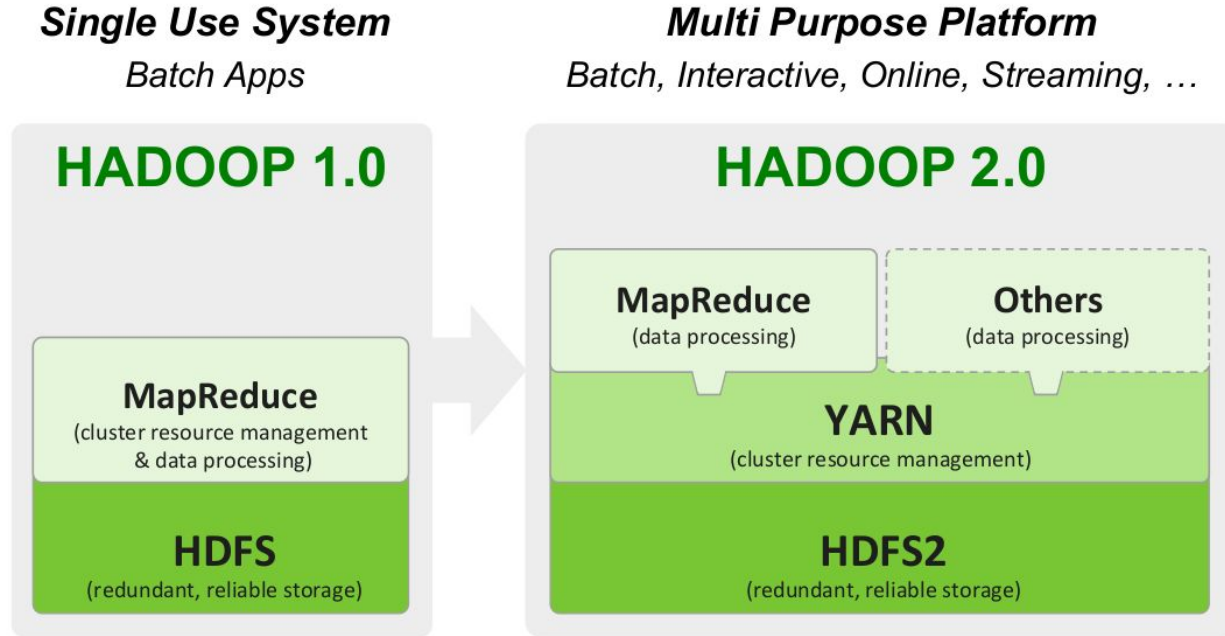 Single Use System
Batch Apps
HADOOP 1.0
MapReduce
(cluster resource management
& data processing)
HDFS
(redundant, reliable storage)
Multi Purpose Platform
Batch, Interactive, Online, Streaming, …
HADOOP 2.0
MapReduce
(data processing)
Others
(data processing)
YARN
(cluster resource management)
HDFS2
(redundant, reliable storage)